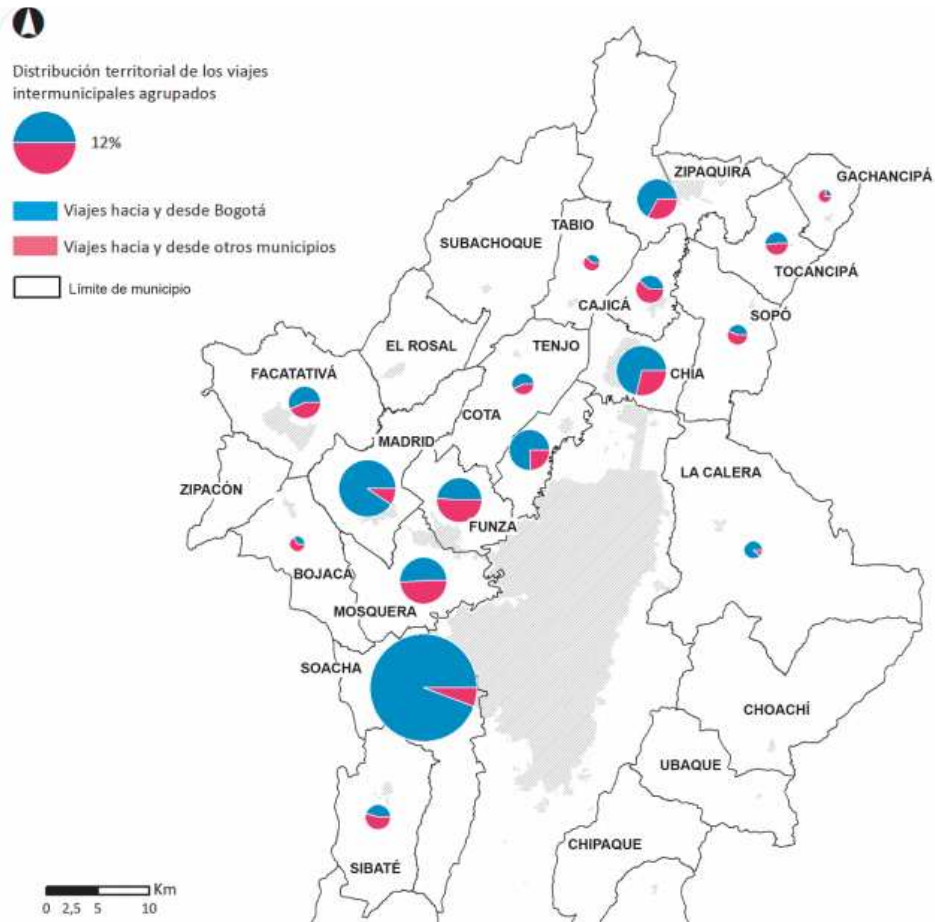 Distribución territorial de los viajes
intermunicipales agrupados
12%
Viajes hacia y desde Bogotá
Viajes hacia y desde otros municipios
Límite de municipio
ZIPAQUIRÁ
GACHANCIPÁ
TABIO
SUBACHOQUE
TOCANCIPÁ
CAJICÁ
SOPÓ
EL ROSAL
TENJO
FACATATIVÁ
CHÍA
COTA
MADRID
LA CALERA
ZIPACÓN
FUNZA
BOJACA
MOSQUERA
SOACHA
CHOACHÍ
UBAQUE
CHIPAQUE
SIBATÉ
Km
0 2,5 5 10